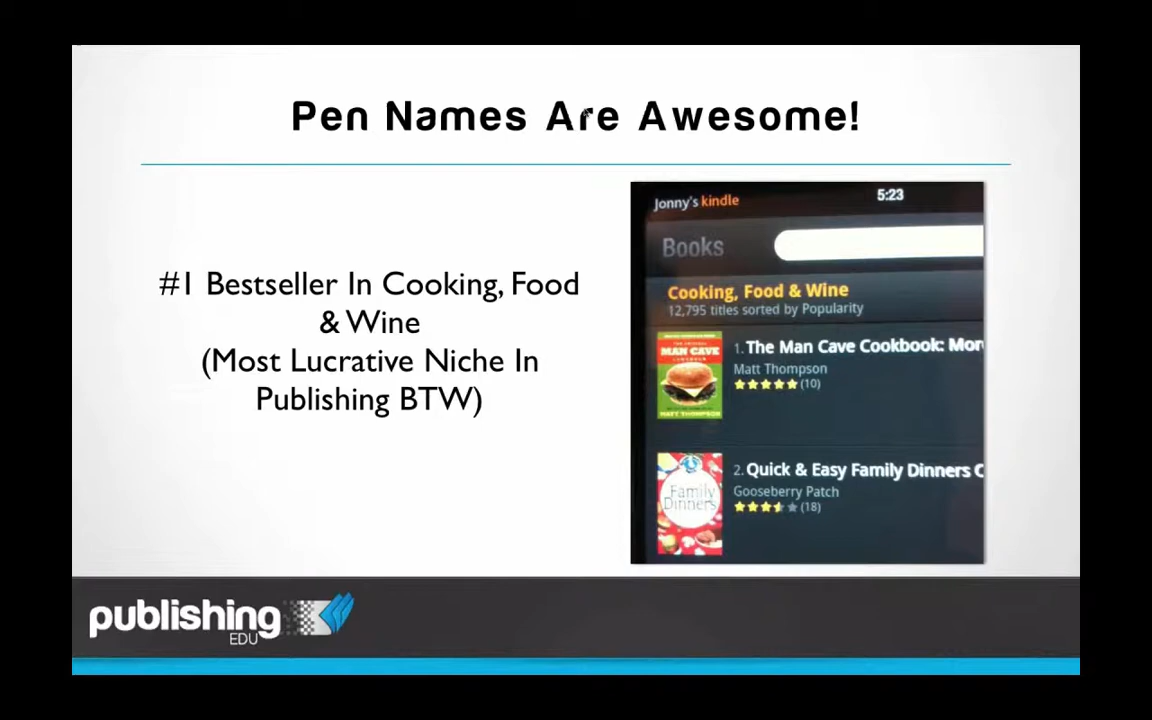 Pen Names Are Awesome!
#1 Bestseller In Cooking, Food
& Wine
(Most Lucrative Niche In
Publishing BTW)
Jonny's kindle
5:23
Books
Cooking, Food & Wine
12,795 titles sorted by Popularity
MAN CAVE
MATT THOMPSON
1. The Man Cave Cookbook: Mor
Matt Thompson
(10)
Family
Dinners
2. Quick & Easy Family Dinners C
Gooseberry Patch
(18)
publishing
EDU